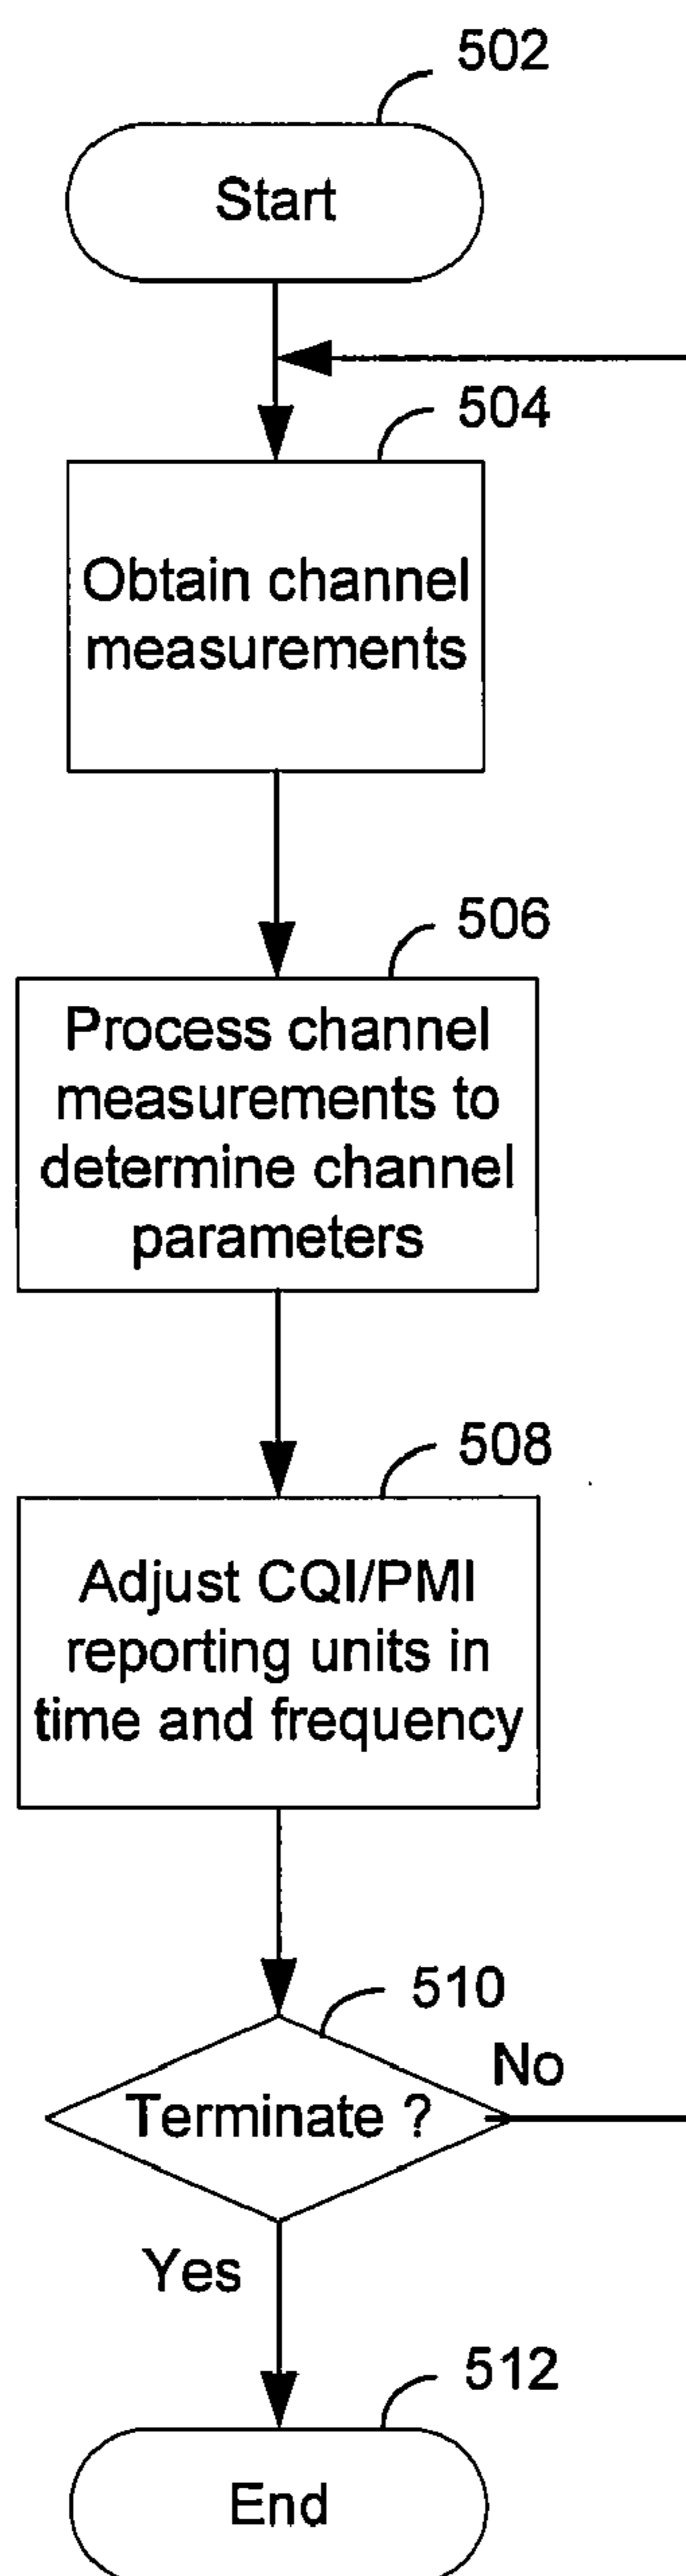 502
Start
504
Obtain channel
measurements
506
Process channel
measurements to
determine channel
parameters
508
Adjust CQI/PMI
reporting units in
time and frequency
510
No
Terminate ?
Yes
512
End